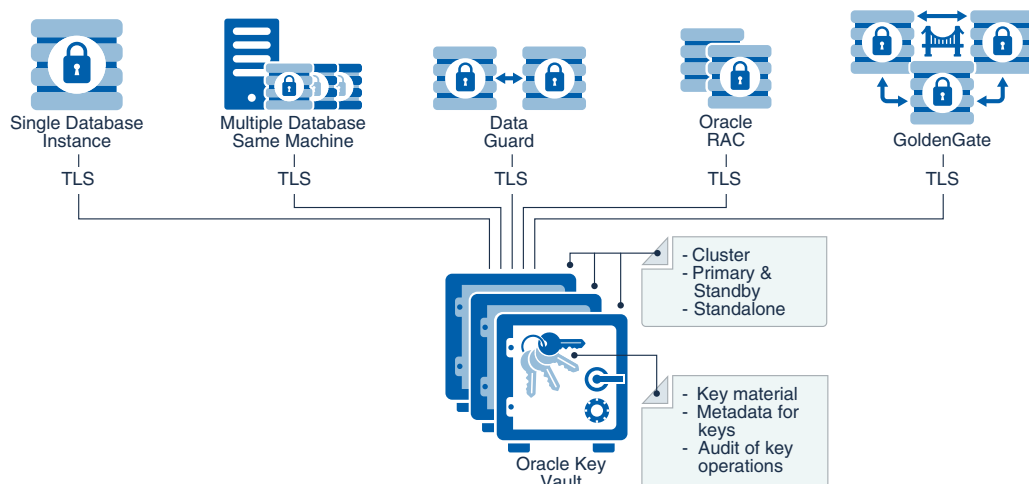 Single Database
Instance
Multiple Database
Same Machine
Data
Guard
Oracle
RAC
GoldenGate
TLS
TLS
TLS
TLS
TLS
- Cluster
- Primary &
Standby
- Standalone
- Key material
- Metadata for
keys
- Audit of key
operations
Oracle Key
Vault